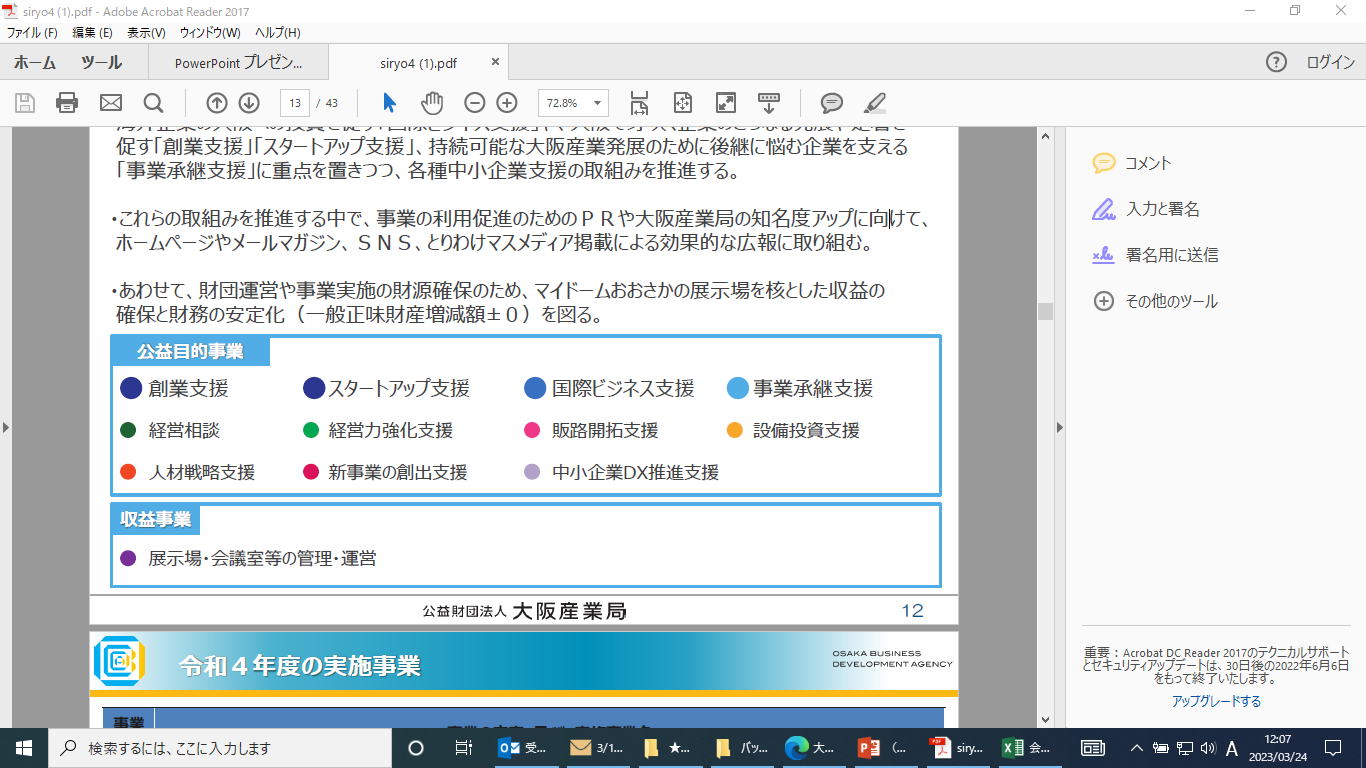 siryo4 (1).pdf - Adobe Acrobat Reader 2017
ファイル (F) 編集 (E) 表示(V) ウィンドウ(W) ヘルプ(H)
ホーム ツール PowerPoint プレゼン... siryo4 (1).pdf × ? ログイン
13 / 43 72.8%
促す「創業支援」「スタートアップ支援」、持続可能な大阪産業発展のために後継に悩む企業を支える
「事業承継支援」に重点を置きつつ、各種中小企業支援の取組みを推進する。
・これらの取組みを推進する中で、事業の利用促進のためのＰＲや大阪産業局の知名度アップに向けて、
ホームページやメールマガジン、ＳＮＳ、とりわけマスメディア掲載による効果的な広報に取り組む。
・あわせて、財団運営や事業実施の財源確保のため、マイドームおおさかの展示場を核とした収益の
確保と財務の安定化（一般正味財産増減額±０）を図る。
公益目的事業
創業支援 スタートアップ支援 国際ビジネス支援 事業承継支援
経営相談 経営力強化支援 販路開拓支援 設備投資支援
人材戦略支援 新事業の創出支援 中小企業DX推進支援
収益事業
展示場・会議室等の管理・運営
公益財団法人 大阪産業局 12
令和４年度の実施事業
OSAKA BUSINESS
DEVELOPMENT AGENCY
事業
コメント
入力と署名
署名用に送信
その他のツール
重要：Acrobat DC Reader 2017のテクニカルサポート
とセキュリティアップデートは、30日後の2022年6月6日
をもって終了いたします。
アップグレードする
検索するには、ここに入力します 受... 3/1... ★... パッ... 大... (... siry... 会... A 12:07
2023/03/24